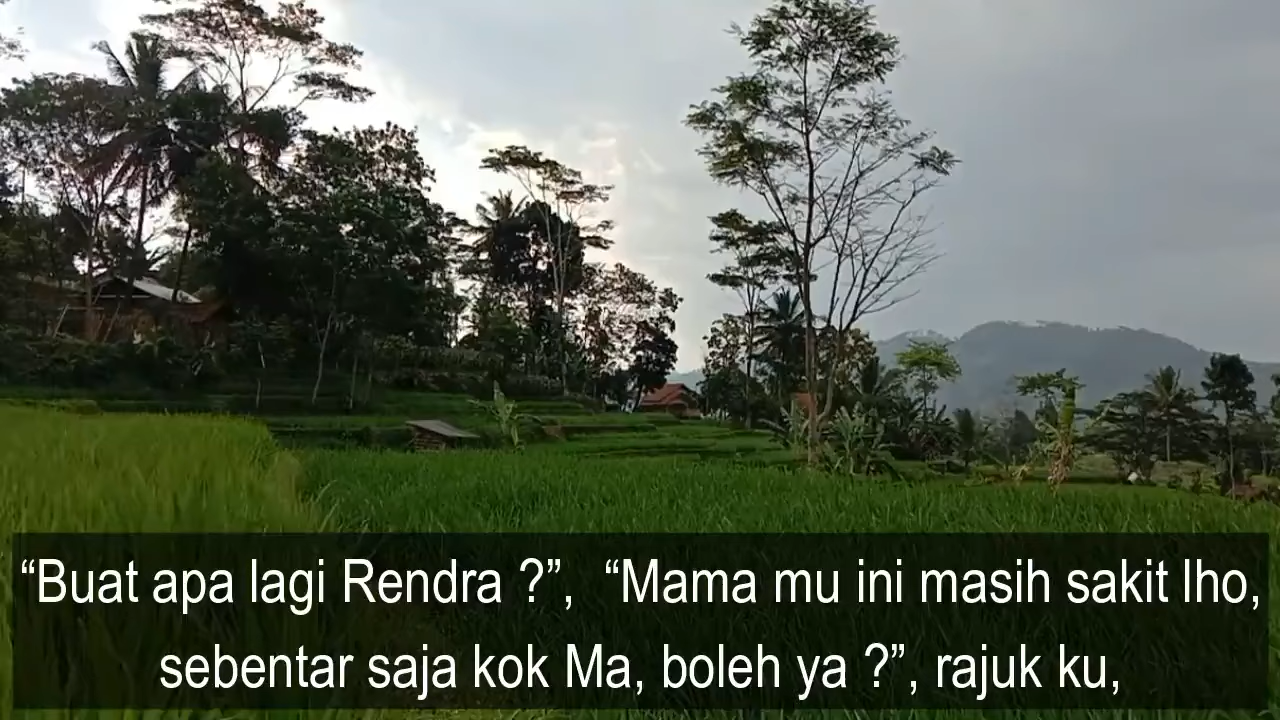 “Buat apa lagi Rendra ?”, “Mama mu ini masih sakit lho,
sebentar saja kok Ma, boleh ya ?”, rajuk ku,